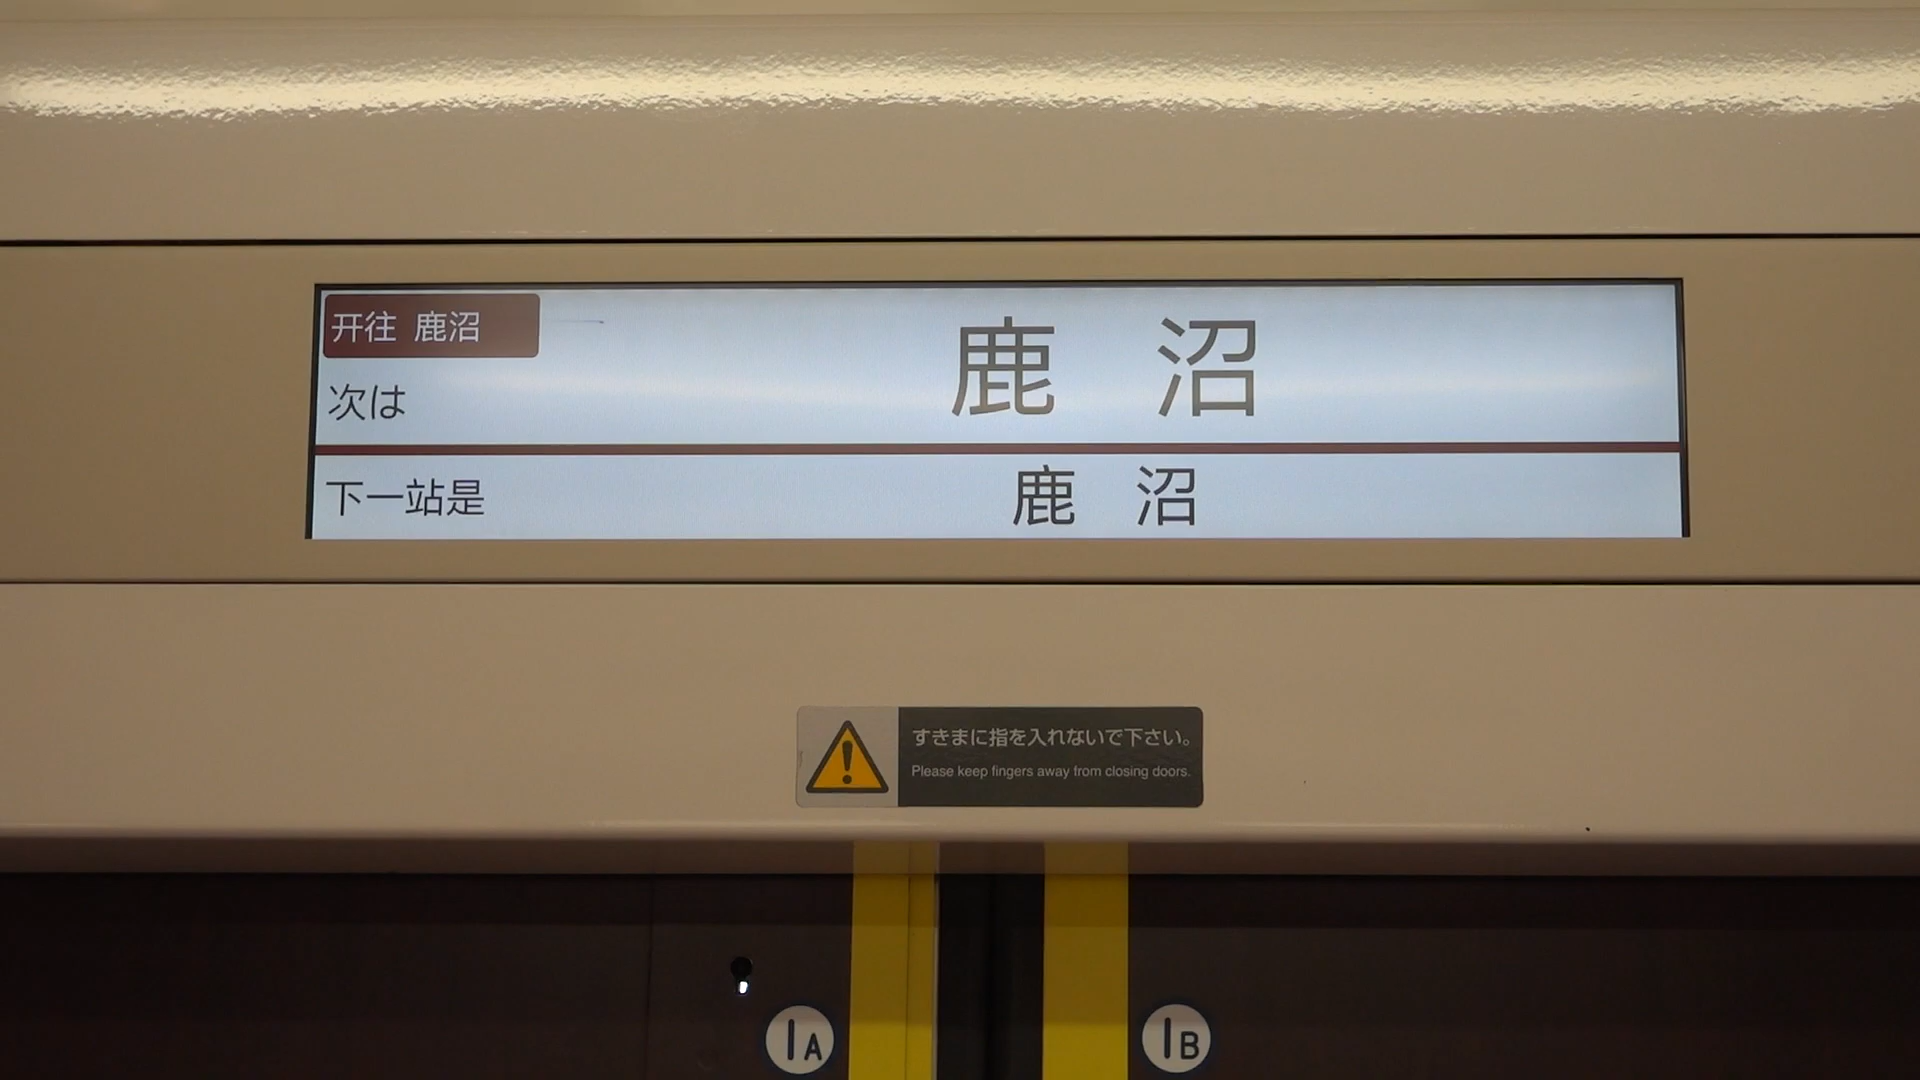 开往 鹿沼
次は 鹿 沼
下一站是 鹿 沼
すきまに指を入れないで下さい。
Please keep fingers away from closing doors.
1A
1B